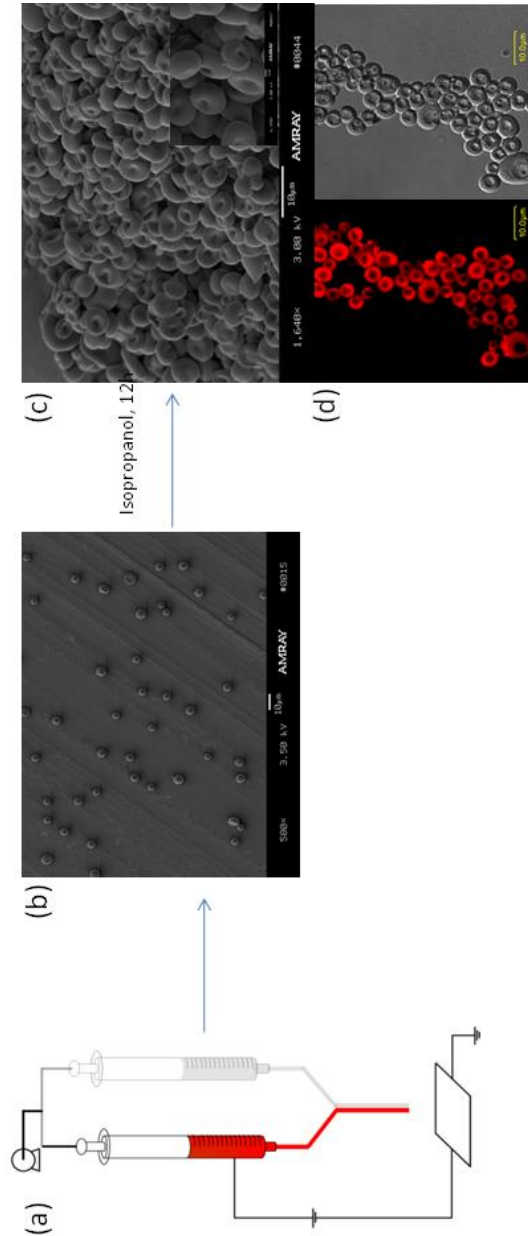 (a)
(b)
500× 3.50 kV 10µm AMRAY #0015
Isopropanol, 12h
(c)
1,640× 3.00 kV 10µm AMRAY #0044
(d)
10.0µm
10.0µm